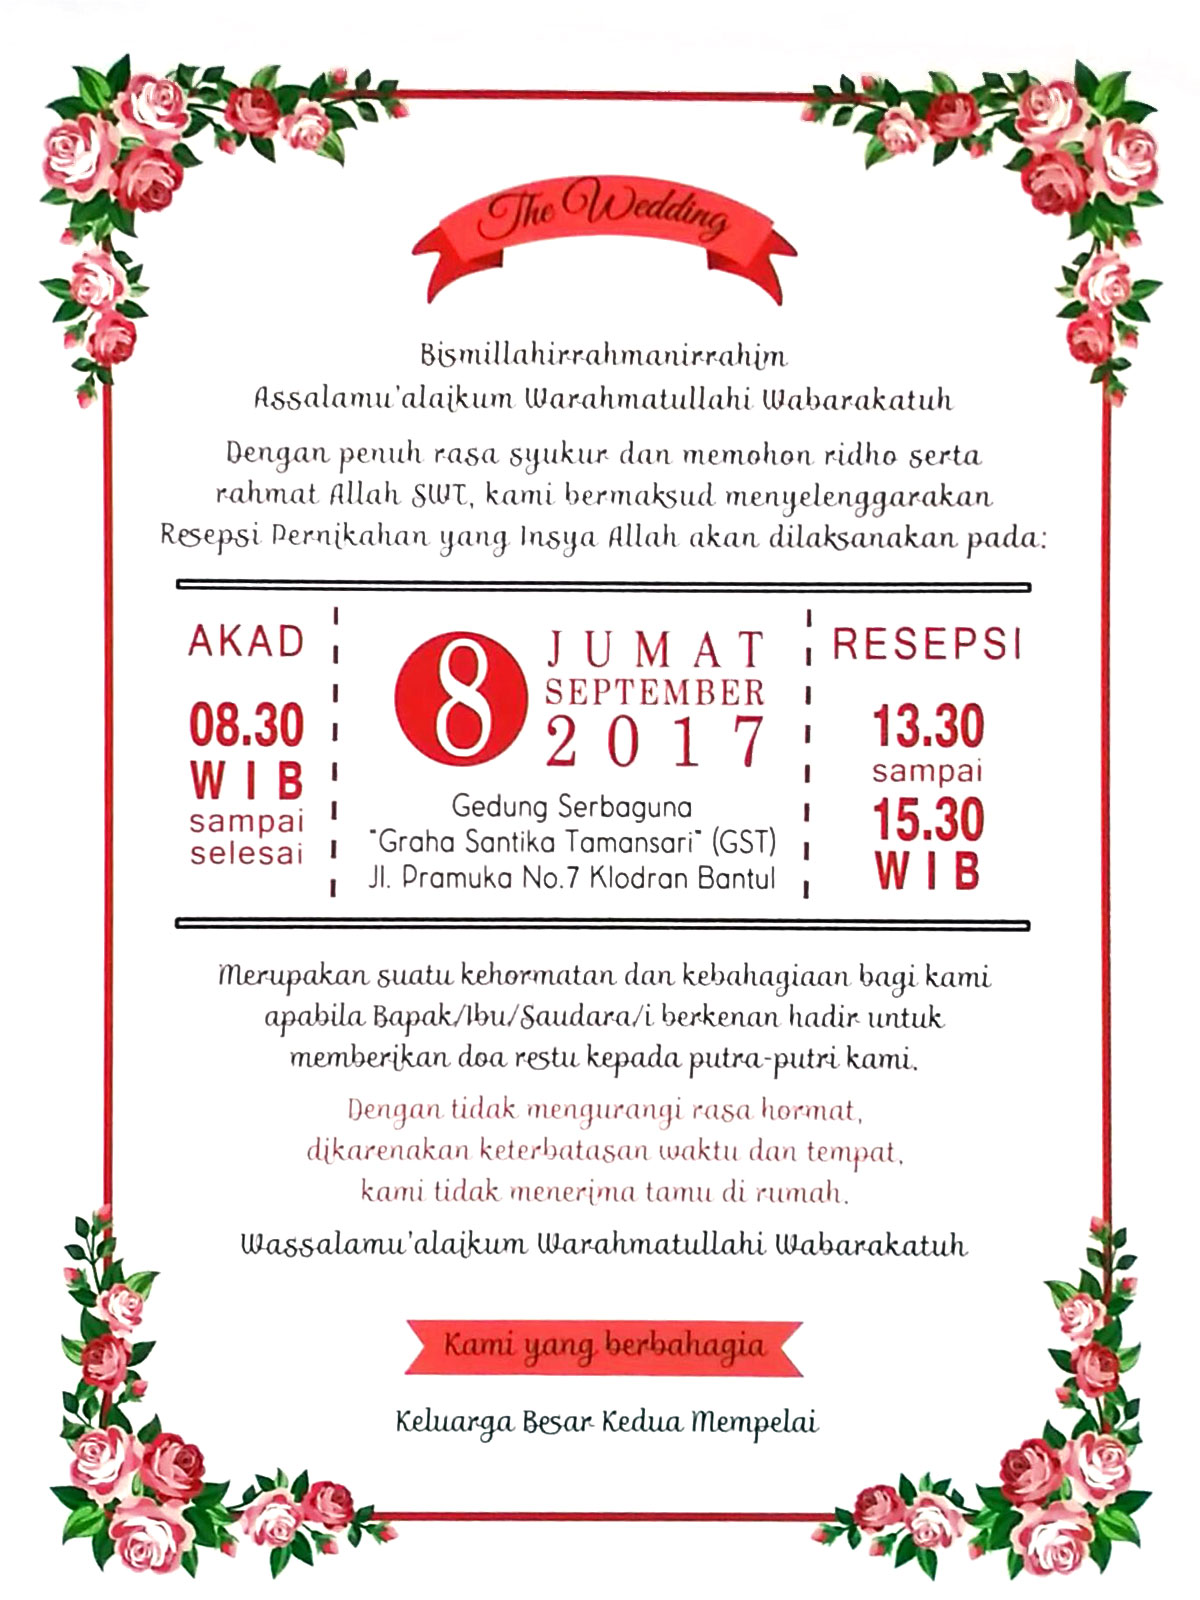 The Wedding
Bismillahirrahmanirrahim
Assalamu'alaikum Warahmatullahi Wabarakatuh
Dengan penuh rasa syukur dan memohon ridho serta
rahmat Allah SWT, kami bermaksud menyelenggarakan
Resepsi Pernikahan yang Insya Allah akan dilaksanakan pada:
AKAD
08.30
WIB
sampai
selesai
8
JUMAT
SEPTEMBER
2017
Gedung Serbaguna
"Graha Santika Tamansari" (GST)
Jl. Pramuka No.7 Klodran Bantul
RESEPSI
13.30
sampai
15.30
WIB
Merupakan suatu kehormatan dan kebahagiaan bagi kami
apabila Bapak/Ibu/Saudara/i berkenan hadir untuk
memberikan doa restu kepada putra-putri kami.
Dengan tidak mengurangi rasa hormat,
dikarenakan keterbatasan waktu dan tempat,
kami tidak menerima tamu di rumah.
Wassalamu'alaikum Warahmatullahi Wabarakatuh
Kami yang berbahagia
Keluarga Besar Kedua Mempelai